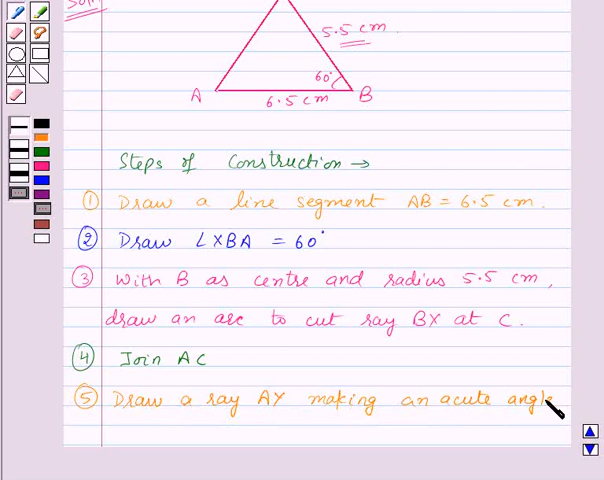 Soln
5.5 cm.
60°
A
B
6.5 cm
Steps of Construction →
① Draw a line segment AB = 6.5 cm.
② Draw ∠XBA = 60°
③ With B as centre and radius 5.5 cm,
draw an arc to cut ray BX at C.
④ Join AC
⑤ Draw a ray AY making an acute angle